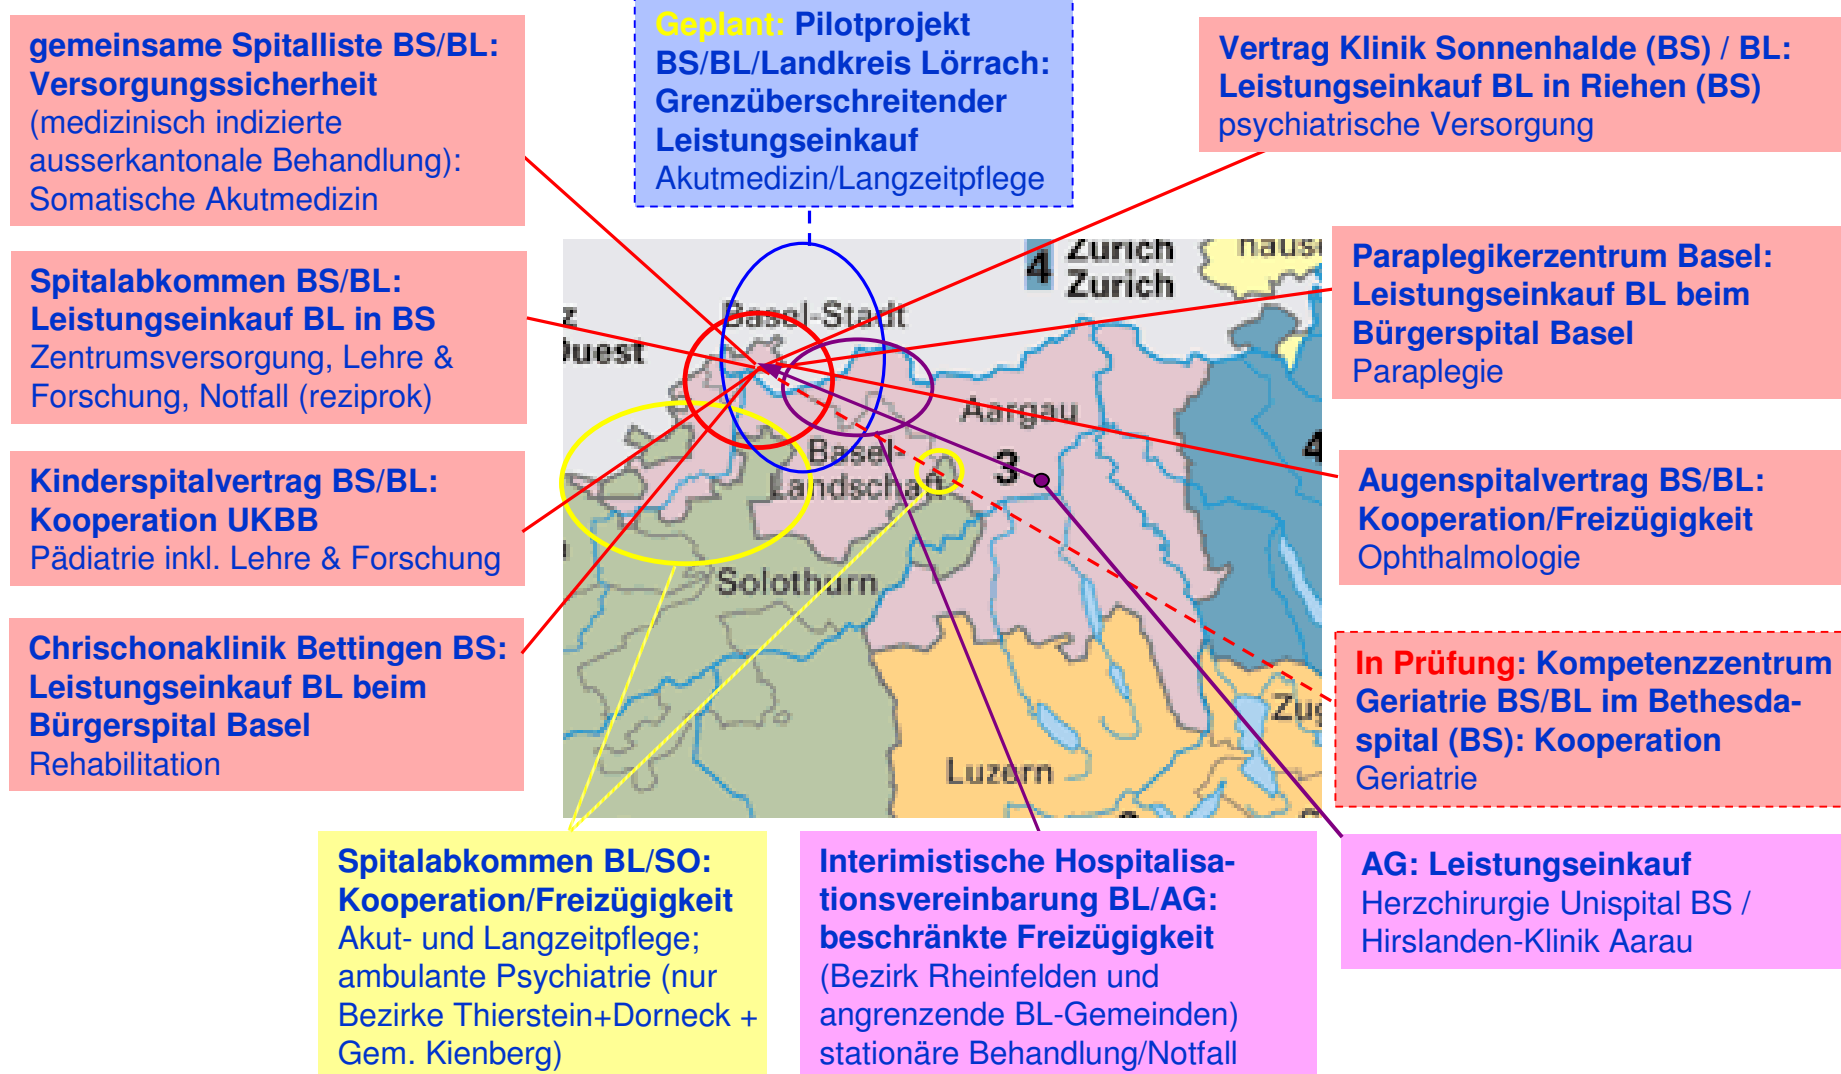 gemeinsame Spitalliste BS/BL:
Versorgungssicherheit
(medizinisch indizierte
ausserkantonale Behandlung):
Somatische Akutmedizin
Geplant: Pilotprojekt
BS/BL/Landkreis Lörrach:
Grenzüberschreitender
Leistungseinkauf
Akutmedizin/Langzeitpflege
Vertrag Klinik Sonnenhalde (BS) / BL:
Leistungseinkauf BL in Riehen (BS)
psychiatrische Versorgung
Spitalabkommen BS/BL:
Leistungseinkauf BL in BS
Zentrumsversorgung, Lehre &
Forschung, Notfall (reziprok)
Paraplegikerzentrum Basel:
Leistungseinkauf BL beim
Bürgerspital Basel
Paraplegie
Kinderspitalvertrag BS/BL:
Kooperation UKBB
Pädiatrie inkl. Lehre & Forschung
Augenspitalvertrag BS/BL:
Kooperation/Freizügigkeit
Ophthalmologie
Chrischonaklinik Bettingen BS:
Leistungseinkauf BL beim
Bürgerspital Basel
Rehabilitation
In Prüfung: Kompetenzzentrum
Geriatrie BS/BL im Bethesda-
spital (BS): Kooperation
Geriatrie
4 Zurich
Zurich
Basel-Stadt
Aargau
Basel-
Landschaft
3
4
Solothurn
Luzern
Zug
Spitalabkommen BL/SO:
Kooperation/Freizügigkeit
Akut- und Langzeitpflege;
ambulante Psychiatrie (nur
Bezirke Thierstein+Dorneck +
Gem. Kienberg)
Interimistische Hospitalisa-
tionsvereinbarung BL/AG:
beschränkte Freizügigkeit
(Bezirk Rheinfelden und
angrenzende BL-Gemeinden)
stationäre Behandlung/Notfall
AG: Leistungseinkauf
Herzchirurgie Unispital BS /
Hirslanden-Klinik Aarau